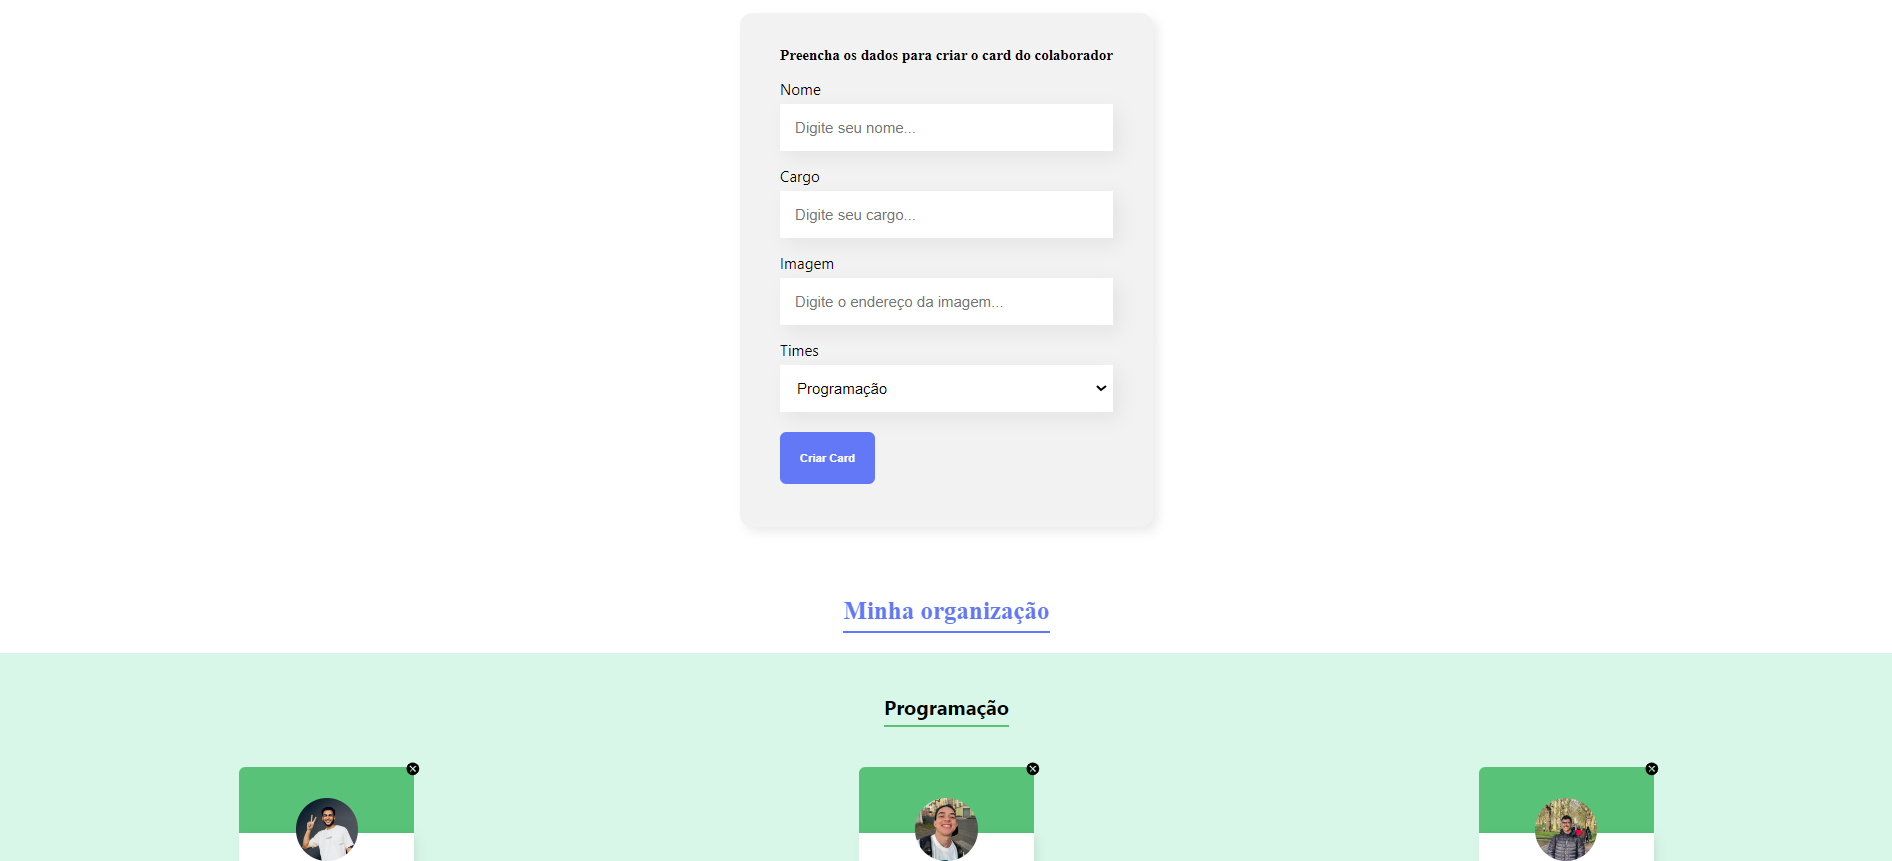 Preencha os dados para criar o card do colaborador
Nome
Digite seu nome...
Cargo
Digite seu cargo...
Imagem
Digite o endereço da imagem...
Times
Programação
Criar Card
Minha organização
Programação